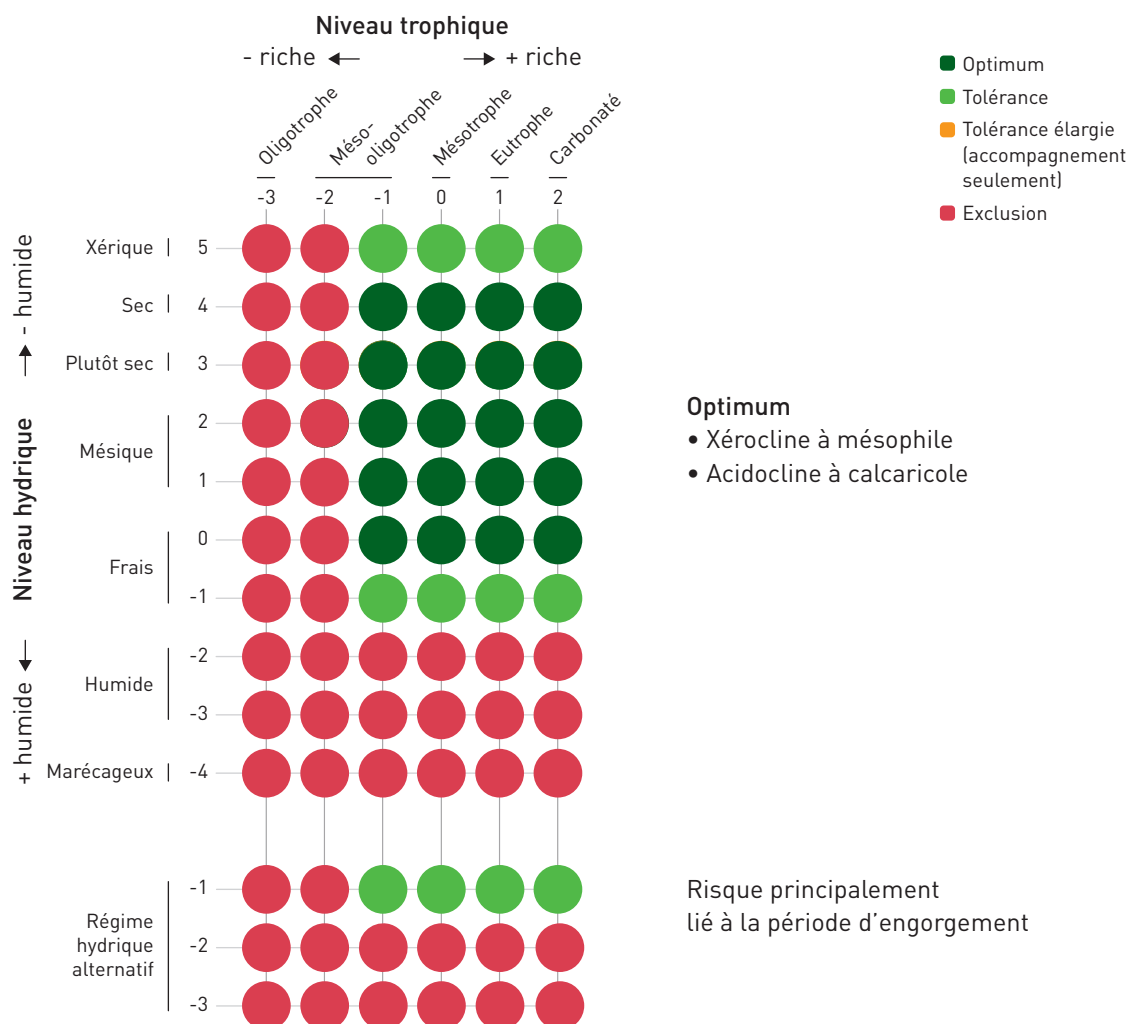 Niveau trophique
- riche ← → + riche
Oligotrophe
Méso-
oligotrophe
Mésotrophe
Eutrophe
Carbonaté
-3 -2 -1 0 1 2
Optimum
Tolérance
Tolérance élargie
(accompagnement
seulement)
Exclusion
Niveau hydrique
- humide
+ humide
Xérique 5
Sec 4
Plutôt sec 3
Mésique
2
1
Frais
0
-1
Humide
-2
-3
Marécageux -4
Régime
hydrique
alternatif
-1
-2
-3
Optimum
• Xérocline à mésophile
• Acidocline à calcaricole
Risque principalement
lié à la période d'engorgement